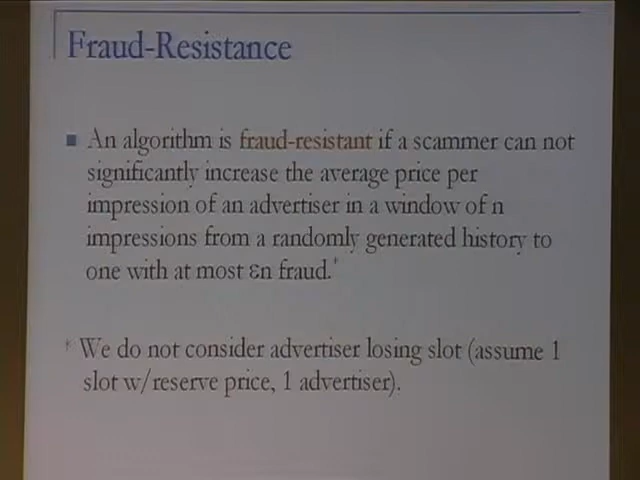 Fraud-Resistance
An algorithm is fraud-resistant if a scammer can not
significantly increase the average price per
impression of an advertiser in a window of n
impressions from a randomly generated history to
one with at most εn fraud.*
* We do not consider advertiser losing slot (assume 1
slot w/reserve price, 1 advertiser).